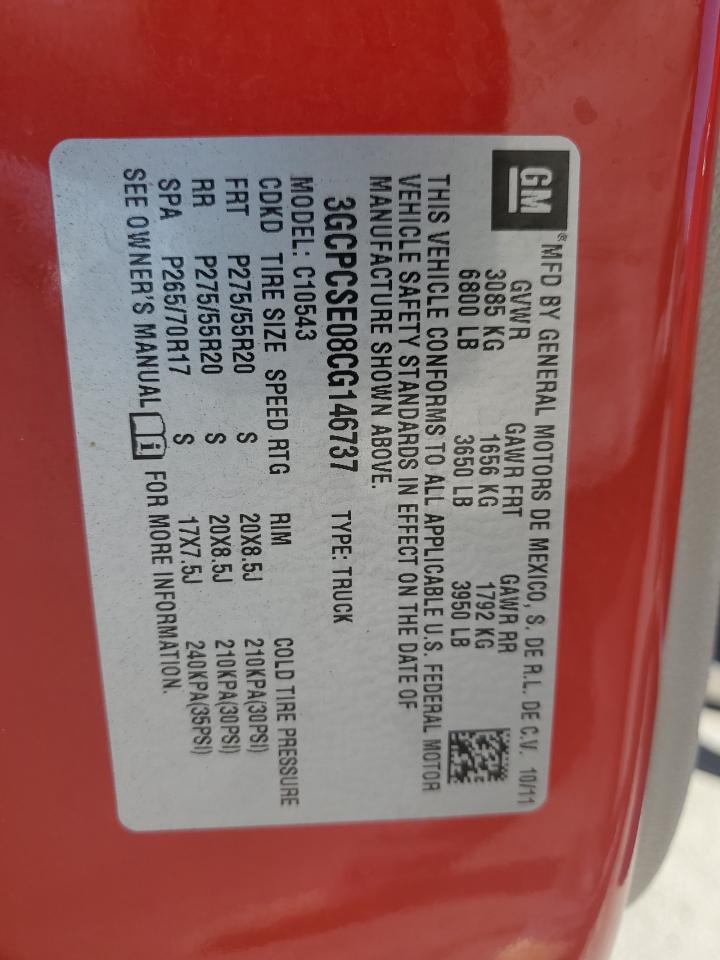 GM® MFD BY GENERAL MOTORS DE MEXICO, S. DE R.L. DE C.V. 10/11
GVWR GAWR FRT GAWR RR
3085 KG 1656 KG 1792 KG
6800 LB 3650 LB 3950 LB
THIS VEHICLE CONFORMS TO ALL APPLICABLE U.S. FEDERAL MOTOR
VEHICLE SAFETY STANDARDS IN EFFECT ON THE DATE OF
MANUFACTURE SHOWN ABOVE.
3GCPCSE08CG146737 TYPE: TRUCK
MODEL: C10543
CDKD TIRE SIZE SPEED RTG RIM COLD TIRE PRESSURE
FRT P275/55R20 S 20X8.5J 210KPA(30PSI)
RR P275/55R20 S 20X8.5J 210KPA(30PSI)
SPA P265/70R17 S 17X7.5J 240KPA(35PSI)
SEE OWNER'S MANUAL i FOR MORE INFORMATION.